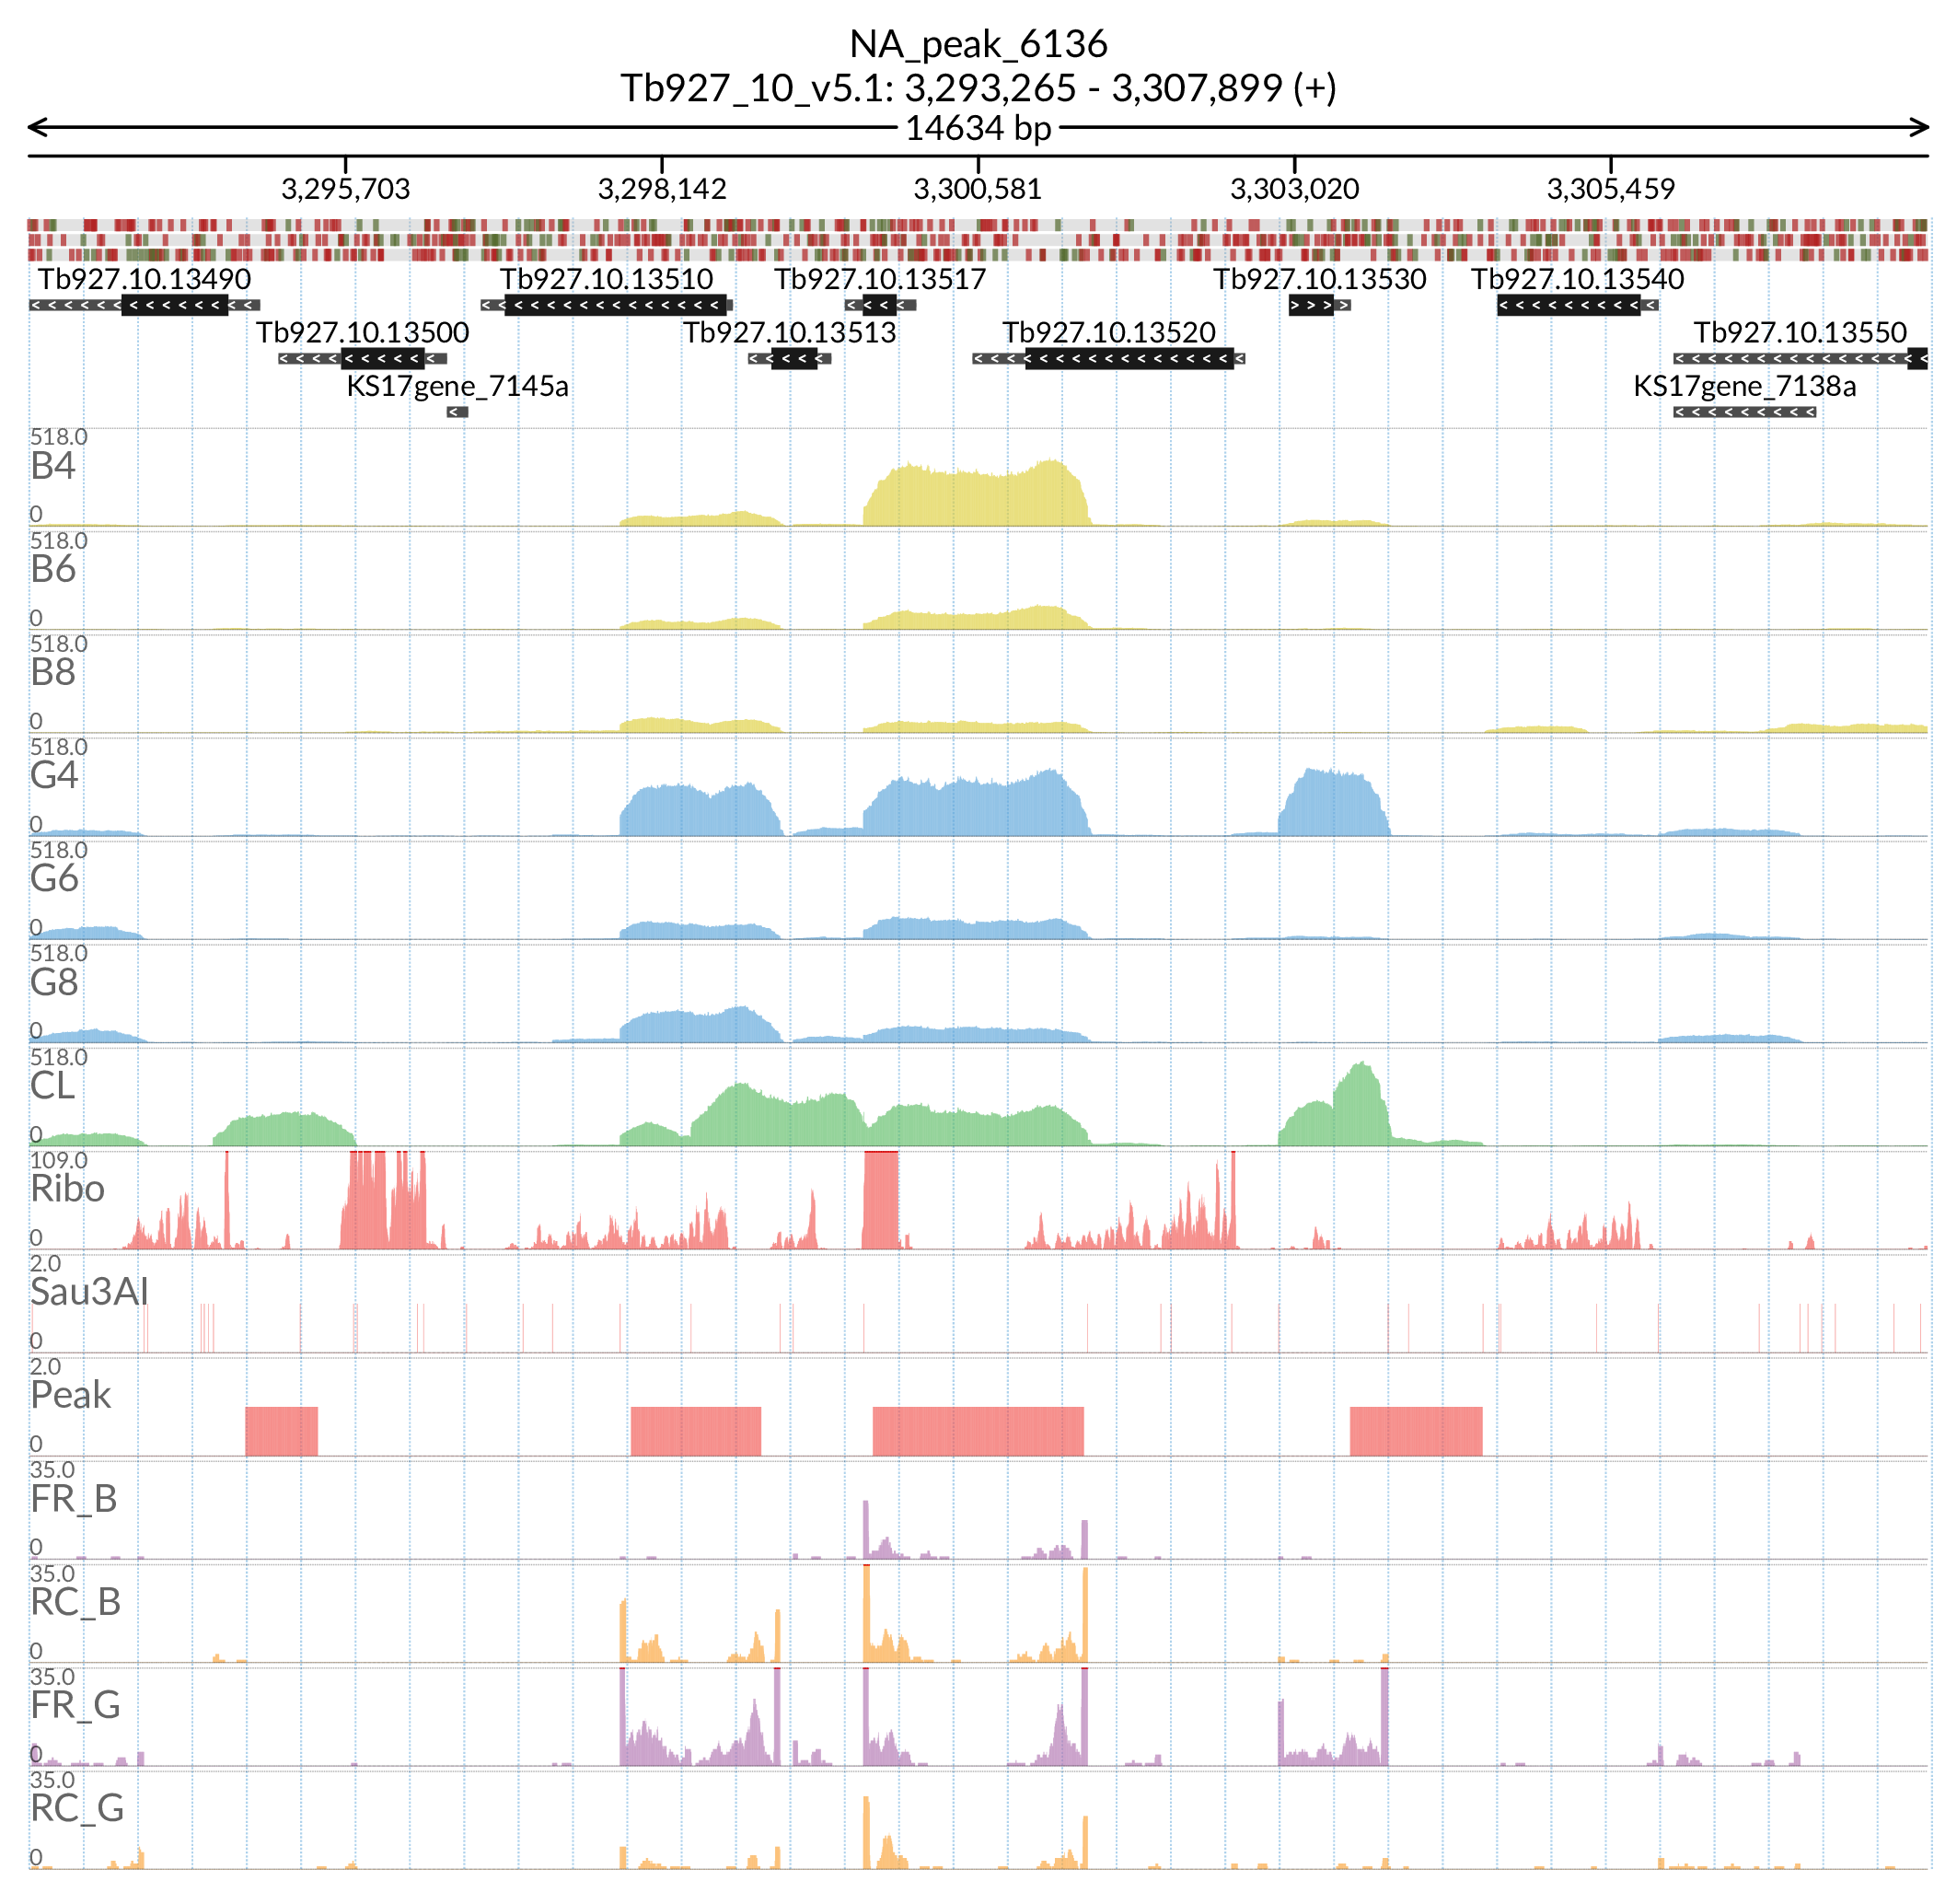 NA_peak_6136
Tb927_10_v5.1: 3,293,265 - 3,307,899 (+)
14634 bp
3,295,703 3,298,142 3,300,581 3,303,020 3,305,459
Tb927.10.13490 Tb927.10.13510 Tb927.10.13517 Tb927.10.13530 Tb927.10.13540
Tb927.10.13500 Tb927.10.13513 Tb927.10.13520 Tb927.10.13550
KS17gene_7145a KS17gene_7138a
518.0
B4
0
518.0
B6
0
518.0
B8
0
518.0
G4
0
518.0
G6
0
518.0
G8
0
518.0
CL
0
109.0
Ribo
0
2.0
Sau3AI
0
2.0
Peak
0
35.0
FR_B
0
35.0
RC_B
0
35.0
FR_G
0
35.0
RC_G
0